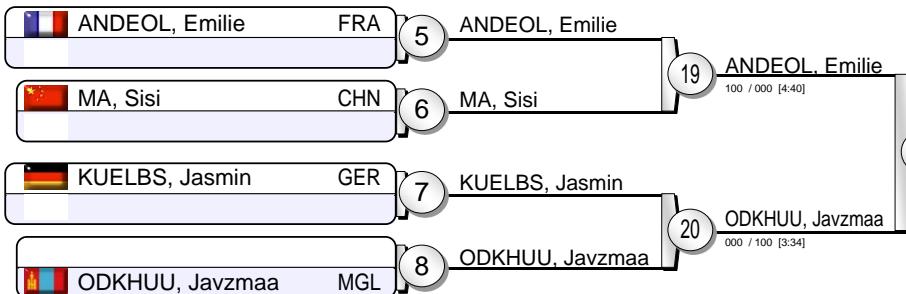 ANDEOL, Emilie FRA
5
ANDEOL, Emilie
MA, Sisi CHN
6
MA, Sisi
19
ANDEOL, Emilie
100 / 000 [4:40]
KUELBS, Jasmin GER
7
KUELBS, Jasmin
ODKHUU, Javzmaa MGL
8
ODKHUU, Javzmaa
20
ODKHUU, Javzmaa
000 / 100 [3:34]